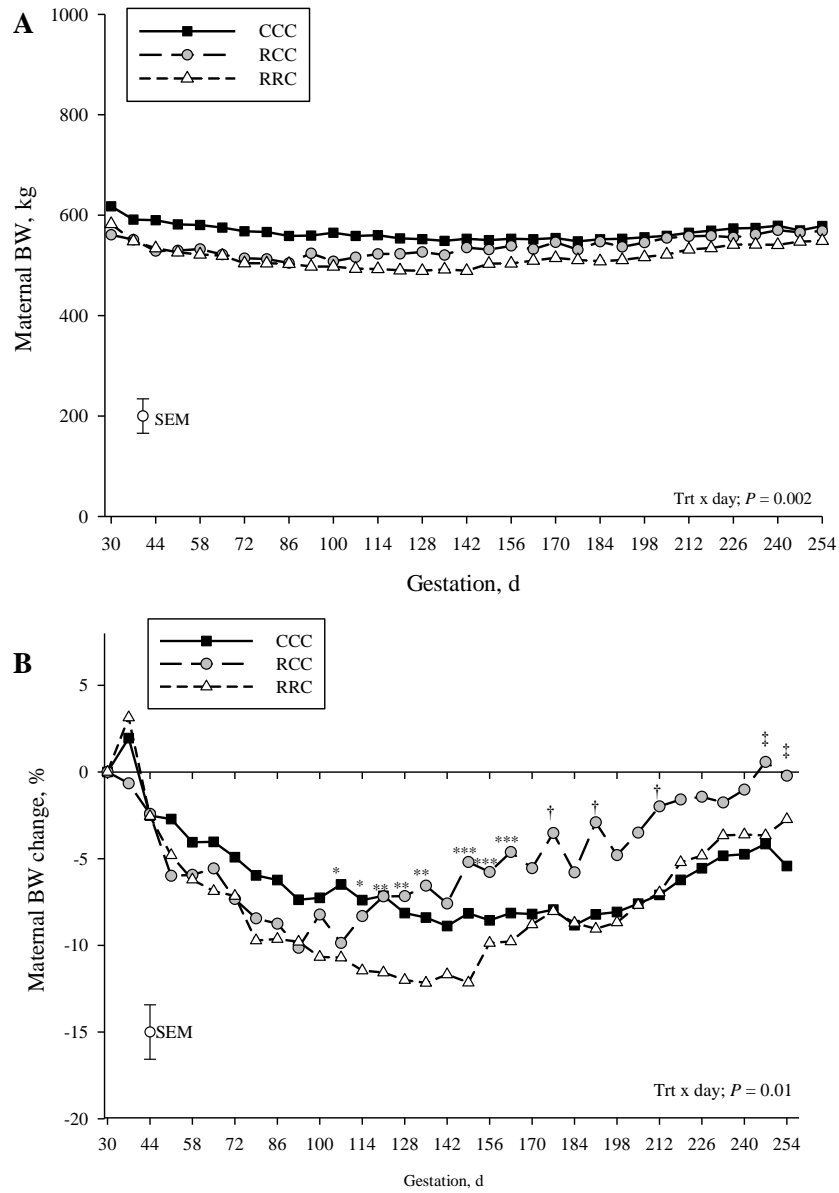 A
1000
800
600
400
200
0
Maternal BW, kg
CCC
RCC
RRC
SEM
Trt x day; P = 0.002
30 44 58 72 86 100 114 128 142 156 170 184 198 212 226 240 254
Gestation, d
B
5
0
-5
-10
-15
-20
Maternal BW change, %
CCC
RCC
RRC
* * ** ** ** *** *** *** † † † ‡ ‡
SEM
Trt x day; P = 0.01
30 44 58 72 86 100 114 128 142 156 170 184 198 212 226 240 254
Gestation, d